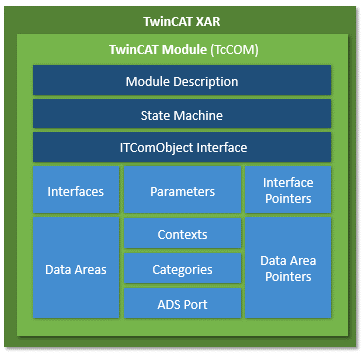 TwinCAT XAR
TwinCAT Module (TcCOM)
Module Description
State Machine
ITComObject Interface
Interfaces
Parameters
Interface
Pointers
Data Areas
Contexts
Categories
ADS Port
Data Area
Pointers